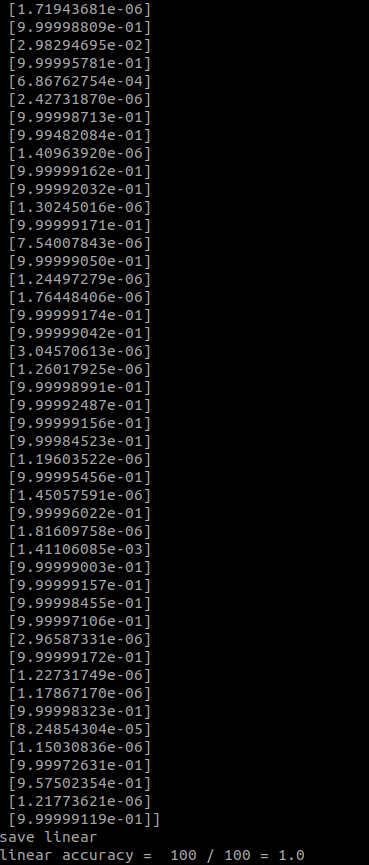 [1.71943681e-06]
[9.99998809e-01]
[2.98294695e-02]
[9.99995781e-01]
[6.86762754e-04]
[2.42731870e-06]
[9.99998713e-01]
[9.99482084e-01]
[1.40963920e-06]
[9.99999162e-01]
[9.99992032e-01]
[1.30245016e-06]
[9.99999171e-01]
[7.54007843e-06]
[9.99999050e-01]
[1.24497279e-06]
[1.76448406e-06]
[9.99999174e-01]
[9.99999042e-01]
[3.04570613e-06]
[1.26017925e-06]
[9.99998991e-01]
[9.99992487e-01]
[9.99999156e-01]
[9.99984523e-01]
[1.19603522e-06]
[9.99995456e-01]
[1.45057591e-06]
[9.99996022e-01]
[1.81609758e-06]
[1.41106085e-03]
[9.99999003e-01]
[9.99999157e-01]
[9.99998455e-01]
[9.99997106e-01]
[2.96587331e-06]
[9.99999172e-01]
[1.22731749e-06]
[1.17867170e-06]
[9.99998323e-01]
[8.24854304e-05]
[1.15030836e-06]
[9.99972631e-01]
[9.57502354e-01]
[1.21773621e-06]
[9.99999119e-01]]
save linear
linear accuracy =  100 / 100 = 1.0